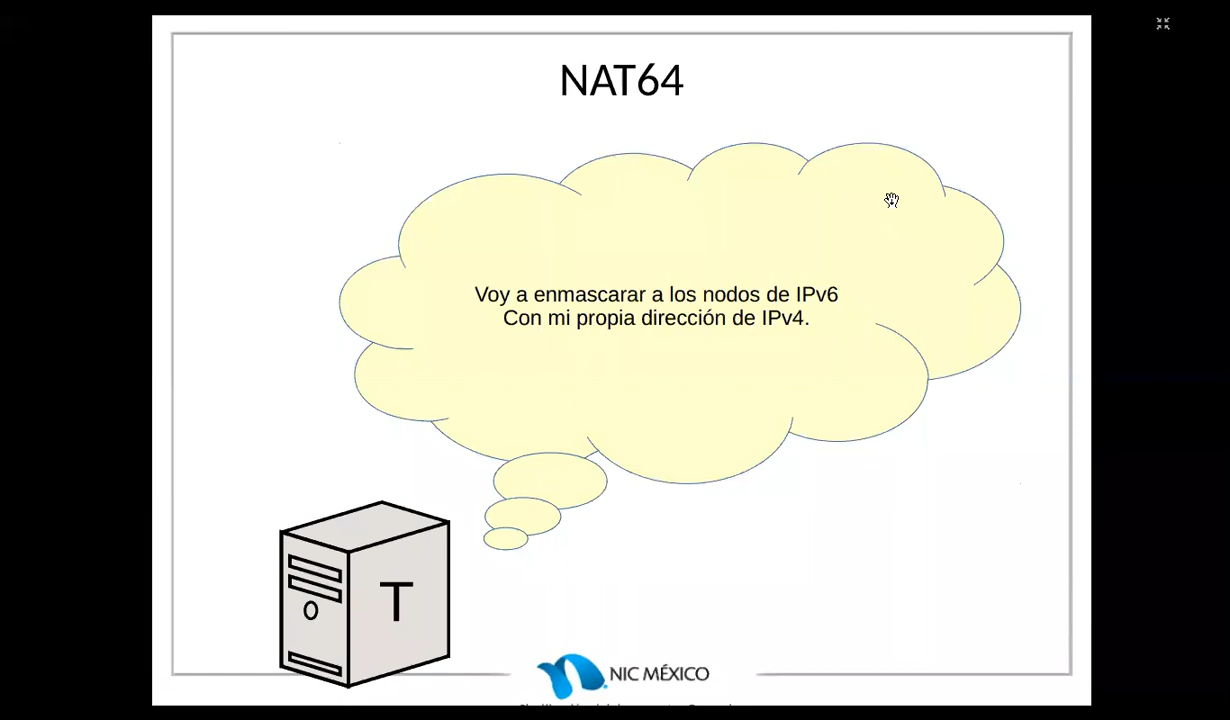 NAT64
Voy a enmascarar a los nodos de IPv6
Con mi propia dirección de IPv4.
T
NIC MÉXICO